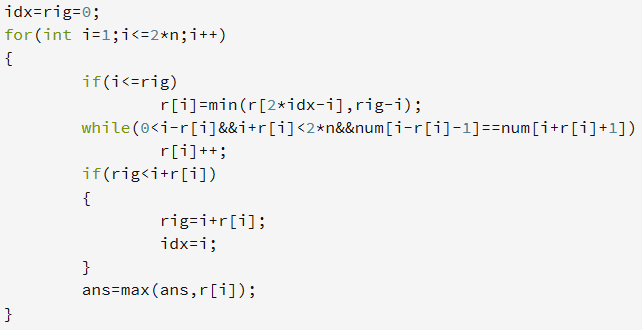 idx=rig=0;
for(int i=1;i<=2*n;i++)
{
        if(i<=rig)
                r[i]=min(r[2*idx-i],rig-i);
        while(0<i-r[i]&&i+r[i]<2*n&&num[i-r[i]-1]==num[i+r[i]+1])
                r[i]++;
        if(rig<i+r[i])
        {
                rig=i+r[i];
                idx=i;
        }
        ans=max(ans,r[i]);
}